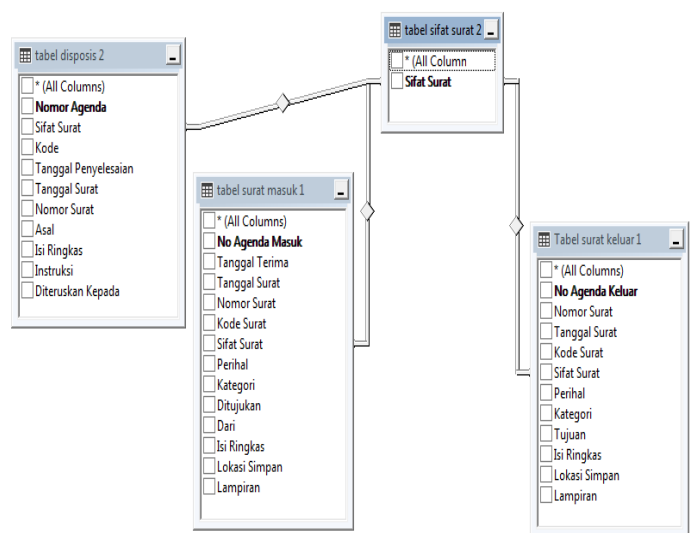 tabel disposis 2
* (All Columns)
Nomor Agenda
Sifat Surat
Kode
Tanggal Penyelesaian
Tanggal Surat
Nomor Surat
Asal
Isi Ringkas
Instruksi
Diteruskan Kepada
tabel sifat surat 2
* (All Column
Sifat Surat
tabel surat masuk 1
* (All Columns)
No Agenda Masuk
Tanggal Terima
Tanggal Surat
Nomor Surat
Kode Surat
Sifat Surat
Perihal
Kategori
Ditujukan
Dari
Isi Ringkas
Lokasi Simpan
Lampiran
Tabel surat keluar 1
* (All Columns)
No Agenda Keluar
Nomor Surat
Tanggal Surat
Kode Surat
Sifat Surat
Perihal
Kategori
Tujuan
Isi Ringkas
Lokasi Simpan
Lampiran